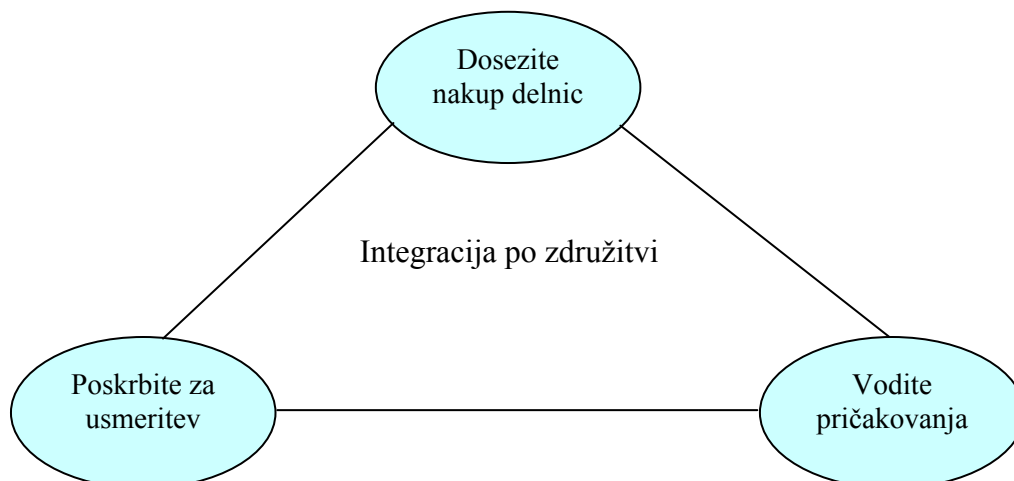 Dosezite
nakup delnic
Integracija po združitvi
Poskrbite za
usmeritev
Vodite
pričakovanja